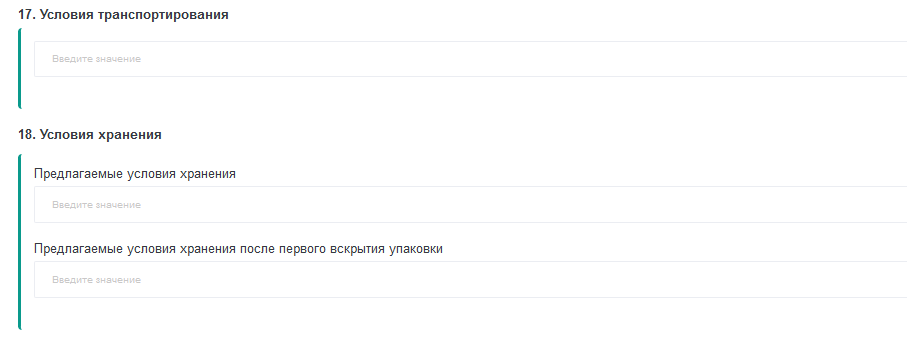 17. Условия транспортирования
Введите значение
18. Условия хранения
Предлагаемые условия хранения
Введите значение
Предлагаемые условия хранения после первого вскрытия упаковки
Введите значение